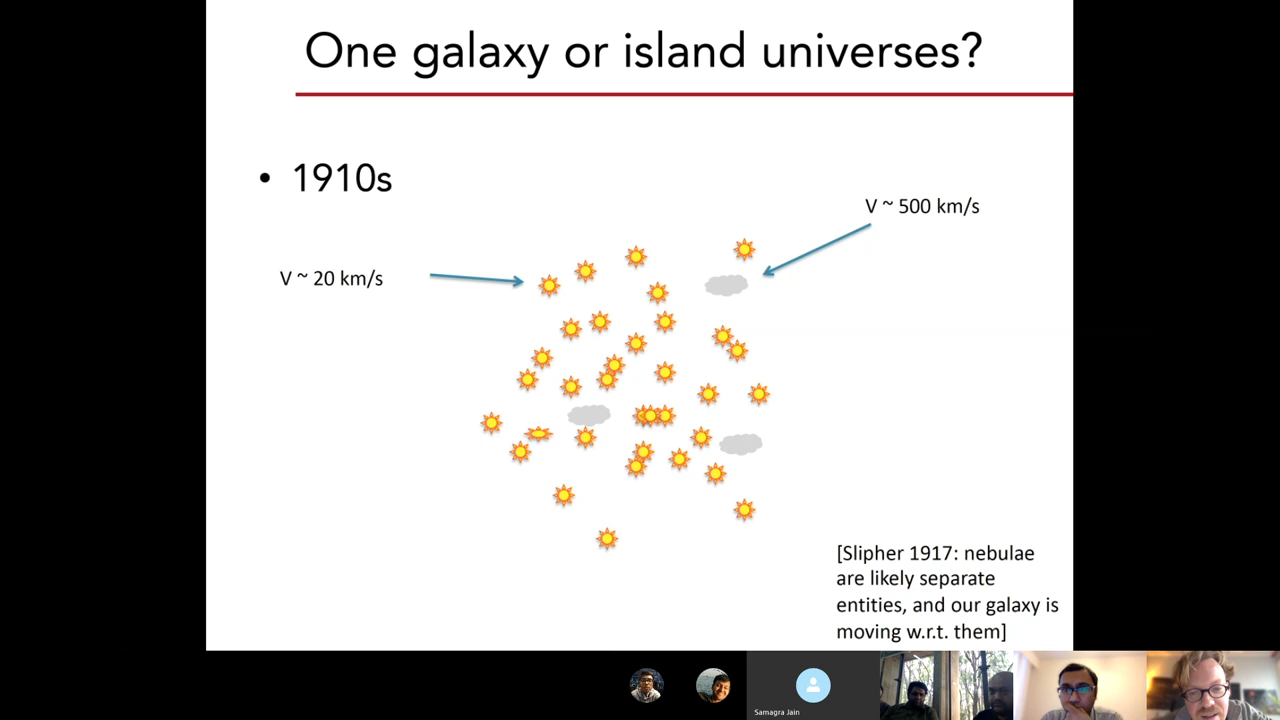 One galaxy or island universes?
• 1910s
V ~ 500 km/s
V ~ 20 km/s
[Slipher 1917: nebulae
are likely separate
entities, and our galaxy is
moving w.r.t. them]
Samagra Jain